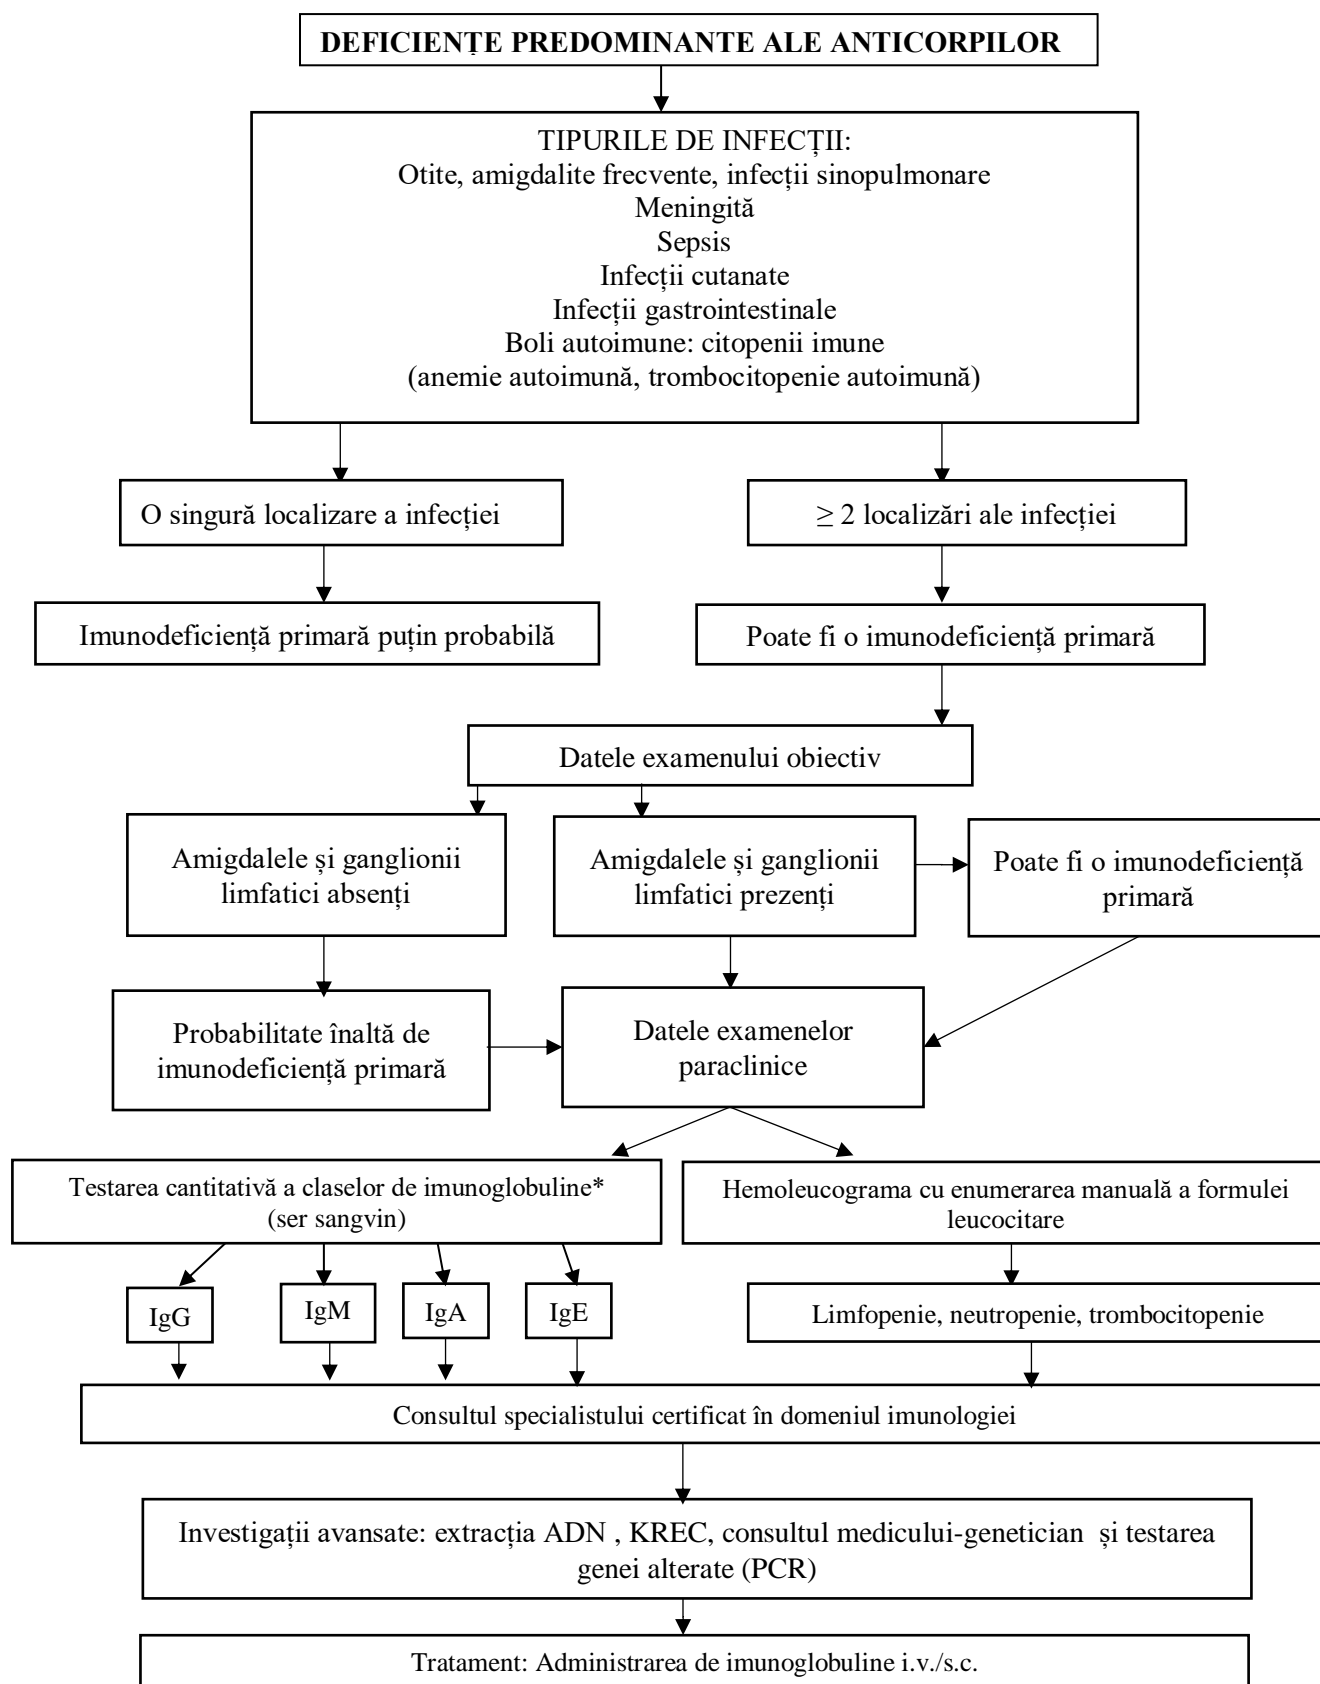 DEFICIENȚE PREDOMINANTE ALE ANTICORPILOR
TIPURILE DE INFECȚII:
Otite, amigdalite frecvente, infecții sinopulmonare
Meningită
Sepsis
Infecții cutanate
Infecții gastrointestinale
Boli autoimune: citopenii imune
(anemie autoimună, trombocitopenie autoimună)
O singură localizare a infecției
≥ 2 localizări ale infecției
Imunodeficiență primară puțin probabilă
Poate fi o imunodeficiență primară
Datele examenului obiectiv
Amigdalele și ganglionii
limfatici absenți
Amigdalele și ganglionii
limfatici prezenți
Poate fi o imunodeficiență
primară
Probabilitate înaltă de
imunodeficiență primară
Datele examenelor
paraclinice
Testarea cantitativă a claselor de imunoglobuline*
(ser sangvin)
Hemoleucograma cu enumerarea manuală a formulei
leucocitare
IgG
IgM
IgA
IgE
Limfopenie, neutropenie, trombocitopenie
Consultul specialistului certificat în domeniul imunologiei
Investigații avansate: extracția ADN , KREC, consultul medicului-genetician și testarea
genei alterate (PCR)
Tratament: Administrarea de imunoglobuline i.v./s.c.